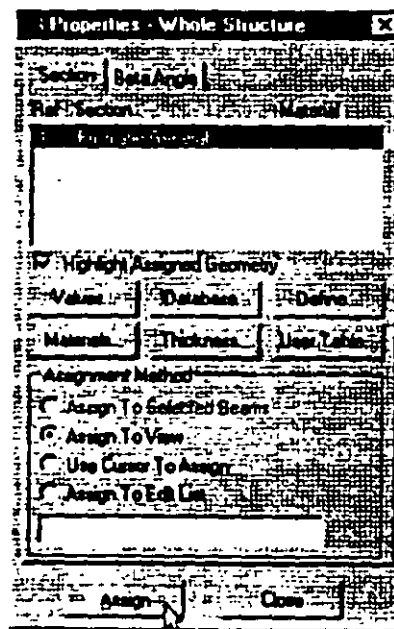 Properties - Whole Structure
Section Beta Angle
Ref Section Material
Highlight Assigned Geometry
Values... Database... Define...
Materials... Thickness... User Table...
Assignment Method
Assign To Selected Beams
Assign To View
Use Cursor To Assign
Assign To Edit List
Assign Close